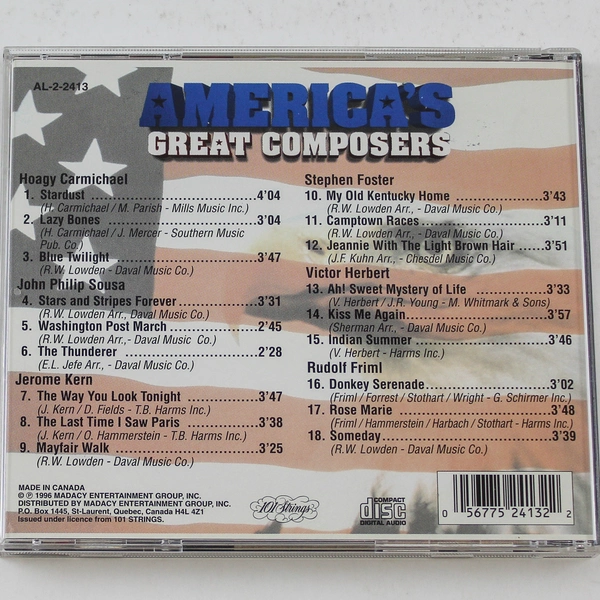 AL-2-2413
AMERICA'S
GREAT COMPOSERS
Hoagy Carmichael
1. Stardust ........................................4'04
(H. Carmichael / M. Parish - Mills Music Inc.)
2. Lazy Bones ..................................3'04
(H. Carmichael / J. Mercer - Southern Music
Pub. Co.)
3. Blue Twilight ................................3'47
(R.W. Lowden - Daval Music Co.)
John Philip Sousa
4. Stars and Stripes Forever..............3'31
(R.W. Lowden Arr, Daval Music Co.)
5. Washington Post March ..............2'45
(R.W. Lowden Arr.,- Daval Music Co.)
6. The Thunderer ..............................2'28
(E.L. Jefe Arr., - Daval Music Co.)
Jerome Kern
7. The Way You Look Tonight ............3'47
(J. Kern / D. Fields - T.B. Harms Inc.)
8. The Last Time I Saw Paris ............3'38
(J. Kern / O. Hammerstein - T.B. Harms Inc.)
9. Mayfair Walk ................................3'25
(R.W. Lowden - Daval Music Co.)
Stephen Foster
10. My Old Kentucky Home ................3'43
(R.W. Lowden Arr., - Daval Music Co.)
11. Camptown Races..........................3'11
(R.W. Lowden Arr., - Daval Music Co.)
12. Jeannie With The Light Brown Hair .....3'51
(J.F. Kuhn Arr., - Chesdel Music Co.)
Victor Herbert
13. Ah! Sweet Mystery of Life ..............3'33
(V. Herbert / J.R. Young - M. Whitmark & Sons)
14. Kiss Me Again..............................3'57
(Sherman Arr. - Daval Music Co.)
15. Indian Summer ............................3'46
(V. Herbert - Harms Inc.)
Rudolf Friml
16. Donkey Serenade..........................3'02
(Friml / Forrest / Stothart / Wright - G. Schirmer Inc.)
17. Rose Marie ..................................3'48
(Friml / Hammerstein / Harbach / Stothart - Harms Inc.)
18. Someday ......................................3'39
(R.W. Lowden - Daval Music Co.)
MADE IN CANADA
© ℗ 1996 MADACY ENTERTAINMENT GROUP, INC.
DISTRIBUTED BY MADACY ENTERTAINMENT GROUP, INC.
P.O. Box 1445, St-Laurent, Quebec, Canada H4L 4Z1
Issued under licence from 101 STRINGS.
101 Strings
COMPACT
disc
DIGITAL AUDIO
0 56775 24132 2